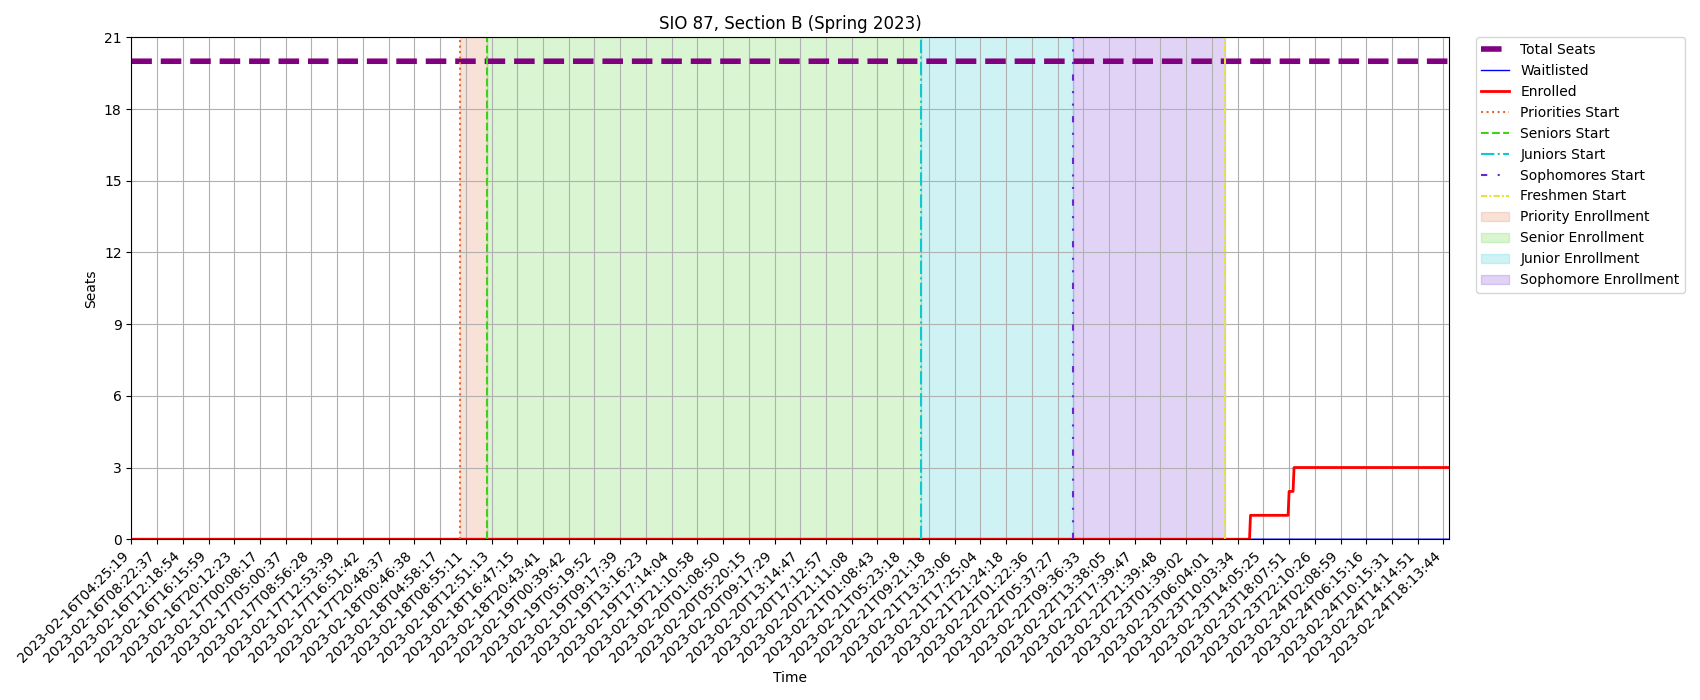 SIO 87, Section B (Spring 2023)
21
18
15
12
9
6
3
0
Seats
2023-02-16T04:25:19
2023-02-16T08:22:37
2023-02-16T12:18:54
2023-02-16T16:15:59
2023-02-16T20:12:23
2023-02-17T00:08:17
2023-02-17T05:00:37
2023-02-17T08:56:28
2023-02-17T12:53:39
2023-02-17T16:51:42
2023-02-17T20:48:37
2023-02-18T00:46:38
2023-02-18T04:58:17
2023-02-18T08:55:11
2023-02-18T12:51:13
2023-02-18T16:47:15
2023-02-18T20:43:41
2023-02-19T00:39:42
2023-02-19T05:19:52
2023-02-19T09:17:39
2023-02-19T13:16:23
2023-02-19T17:14:04
2023-02-19T21:10:58
2023-02-20T01:08:50
2023-02-20T05:20:15
2023-02-20T09:17:29
2023-02-20T13:14:47
2023-02-20T17:12:57
2023-02-20T21:11:08
2023-02-21T01:08:43
2023-02-21T05:23:18
2023-02-21T09:21:18
2023-02-21T13:23:06
2023-02-21T17:25:04
2023-02-21T21:24:18
2023-02-22T01:22:36
2023-02-22T05:37:27
2023-02-22T09:36:33
2023-02-22T13:38:05
2023-02-22T17:39:47
2023-02-22T21:39:48
2023-02-23T01:39:02
2023-02-23T06:04:01
2023-02-23T10:03:34
2023-02-23T14:05:25
2023-02-23T18:07:51
2023-02-23T22:10:26
2023-02-24T02:08:59
2023-02-24T06:15:16
2023-02-24T10:15:31
2023-02-24T14:14:51
2023-02-24T18:13:44
Time
Total Seats
Waitlisted
Enrolled
Priorities Start
Seniors Start
Juniors Start
Sophomores Start
Freshmen Start
Priority Enrollment
Senior Enrollment
Junior Enrollment
Sophomore Enrollment